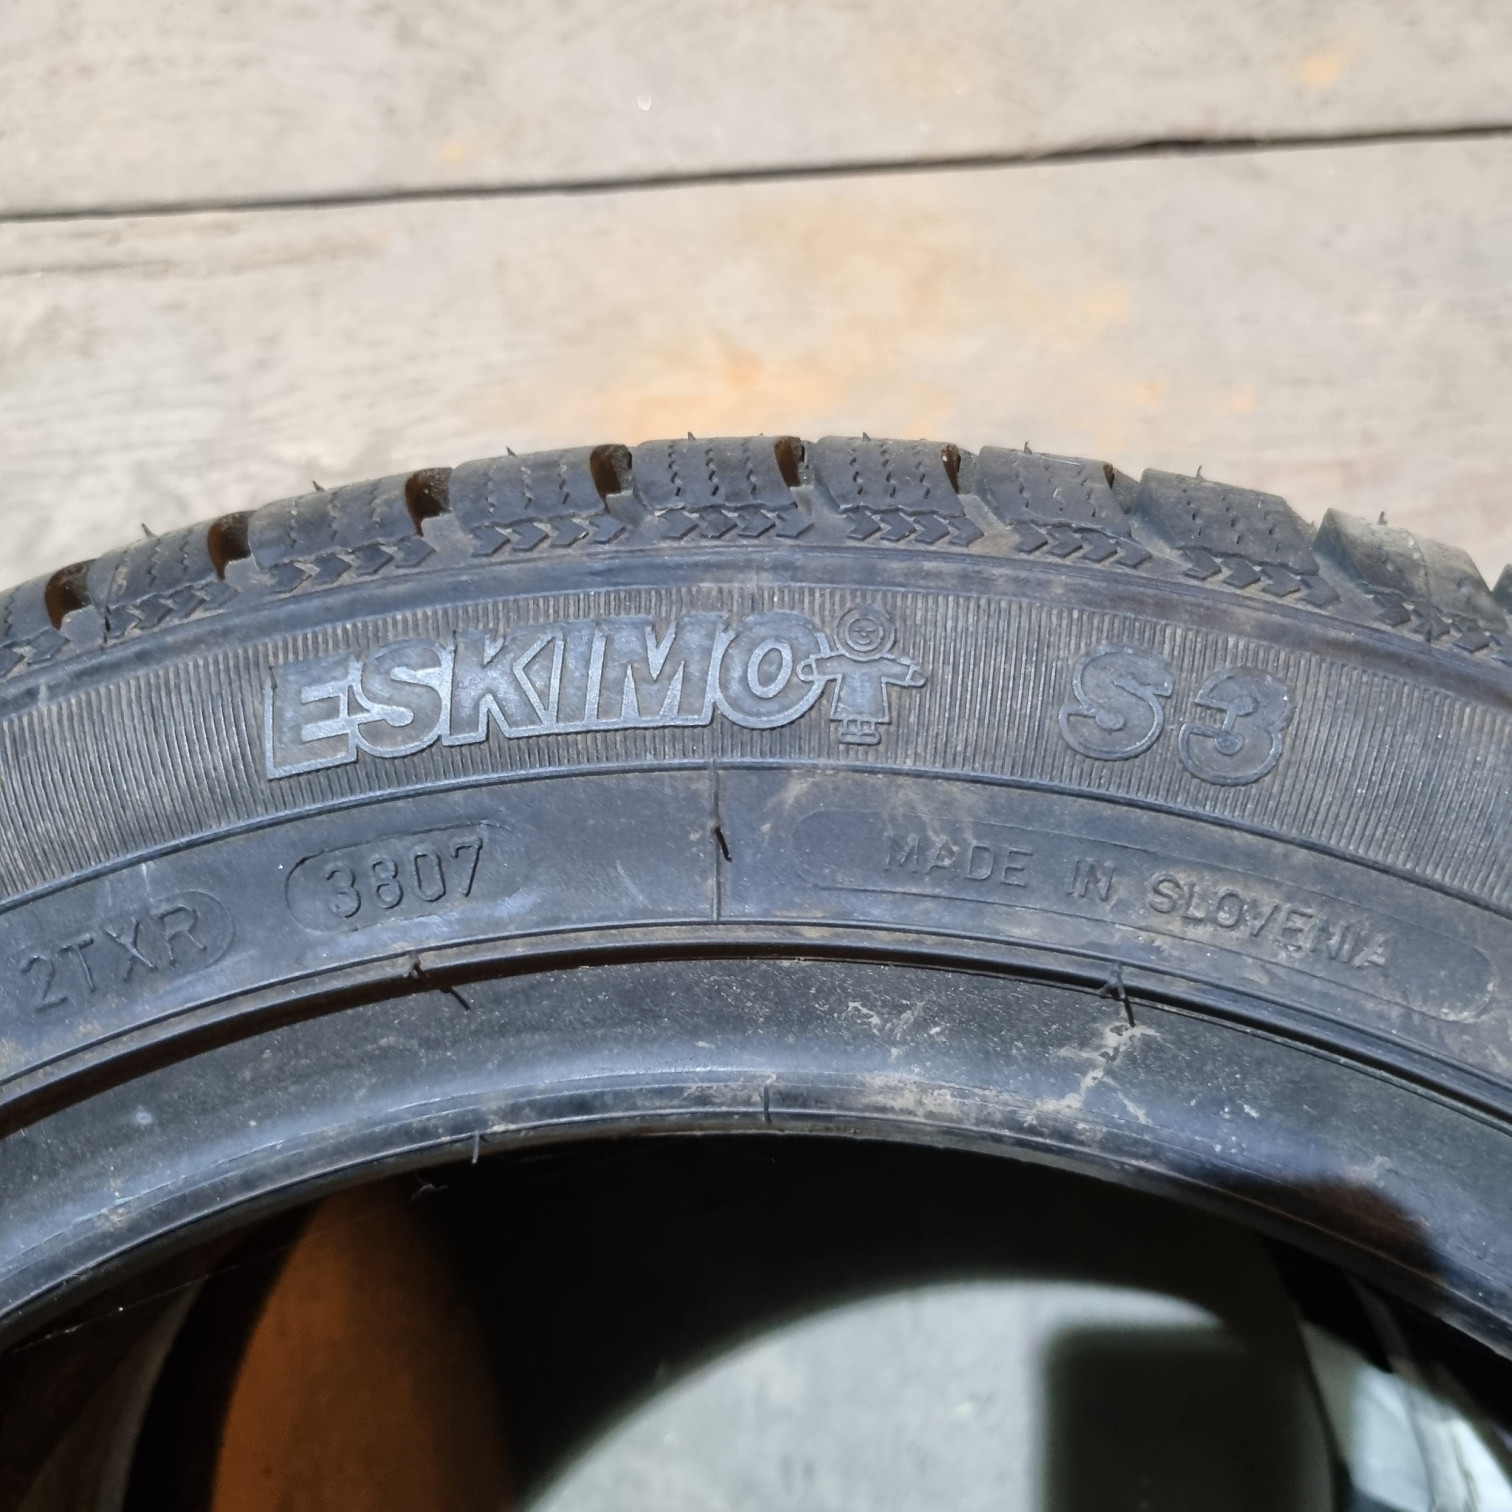 ESKIMO S3
2TXR 3807 MADE IN SLOVENIA